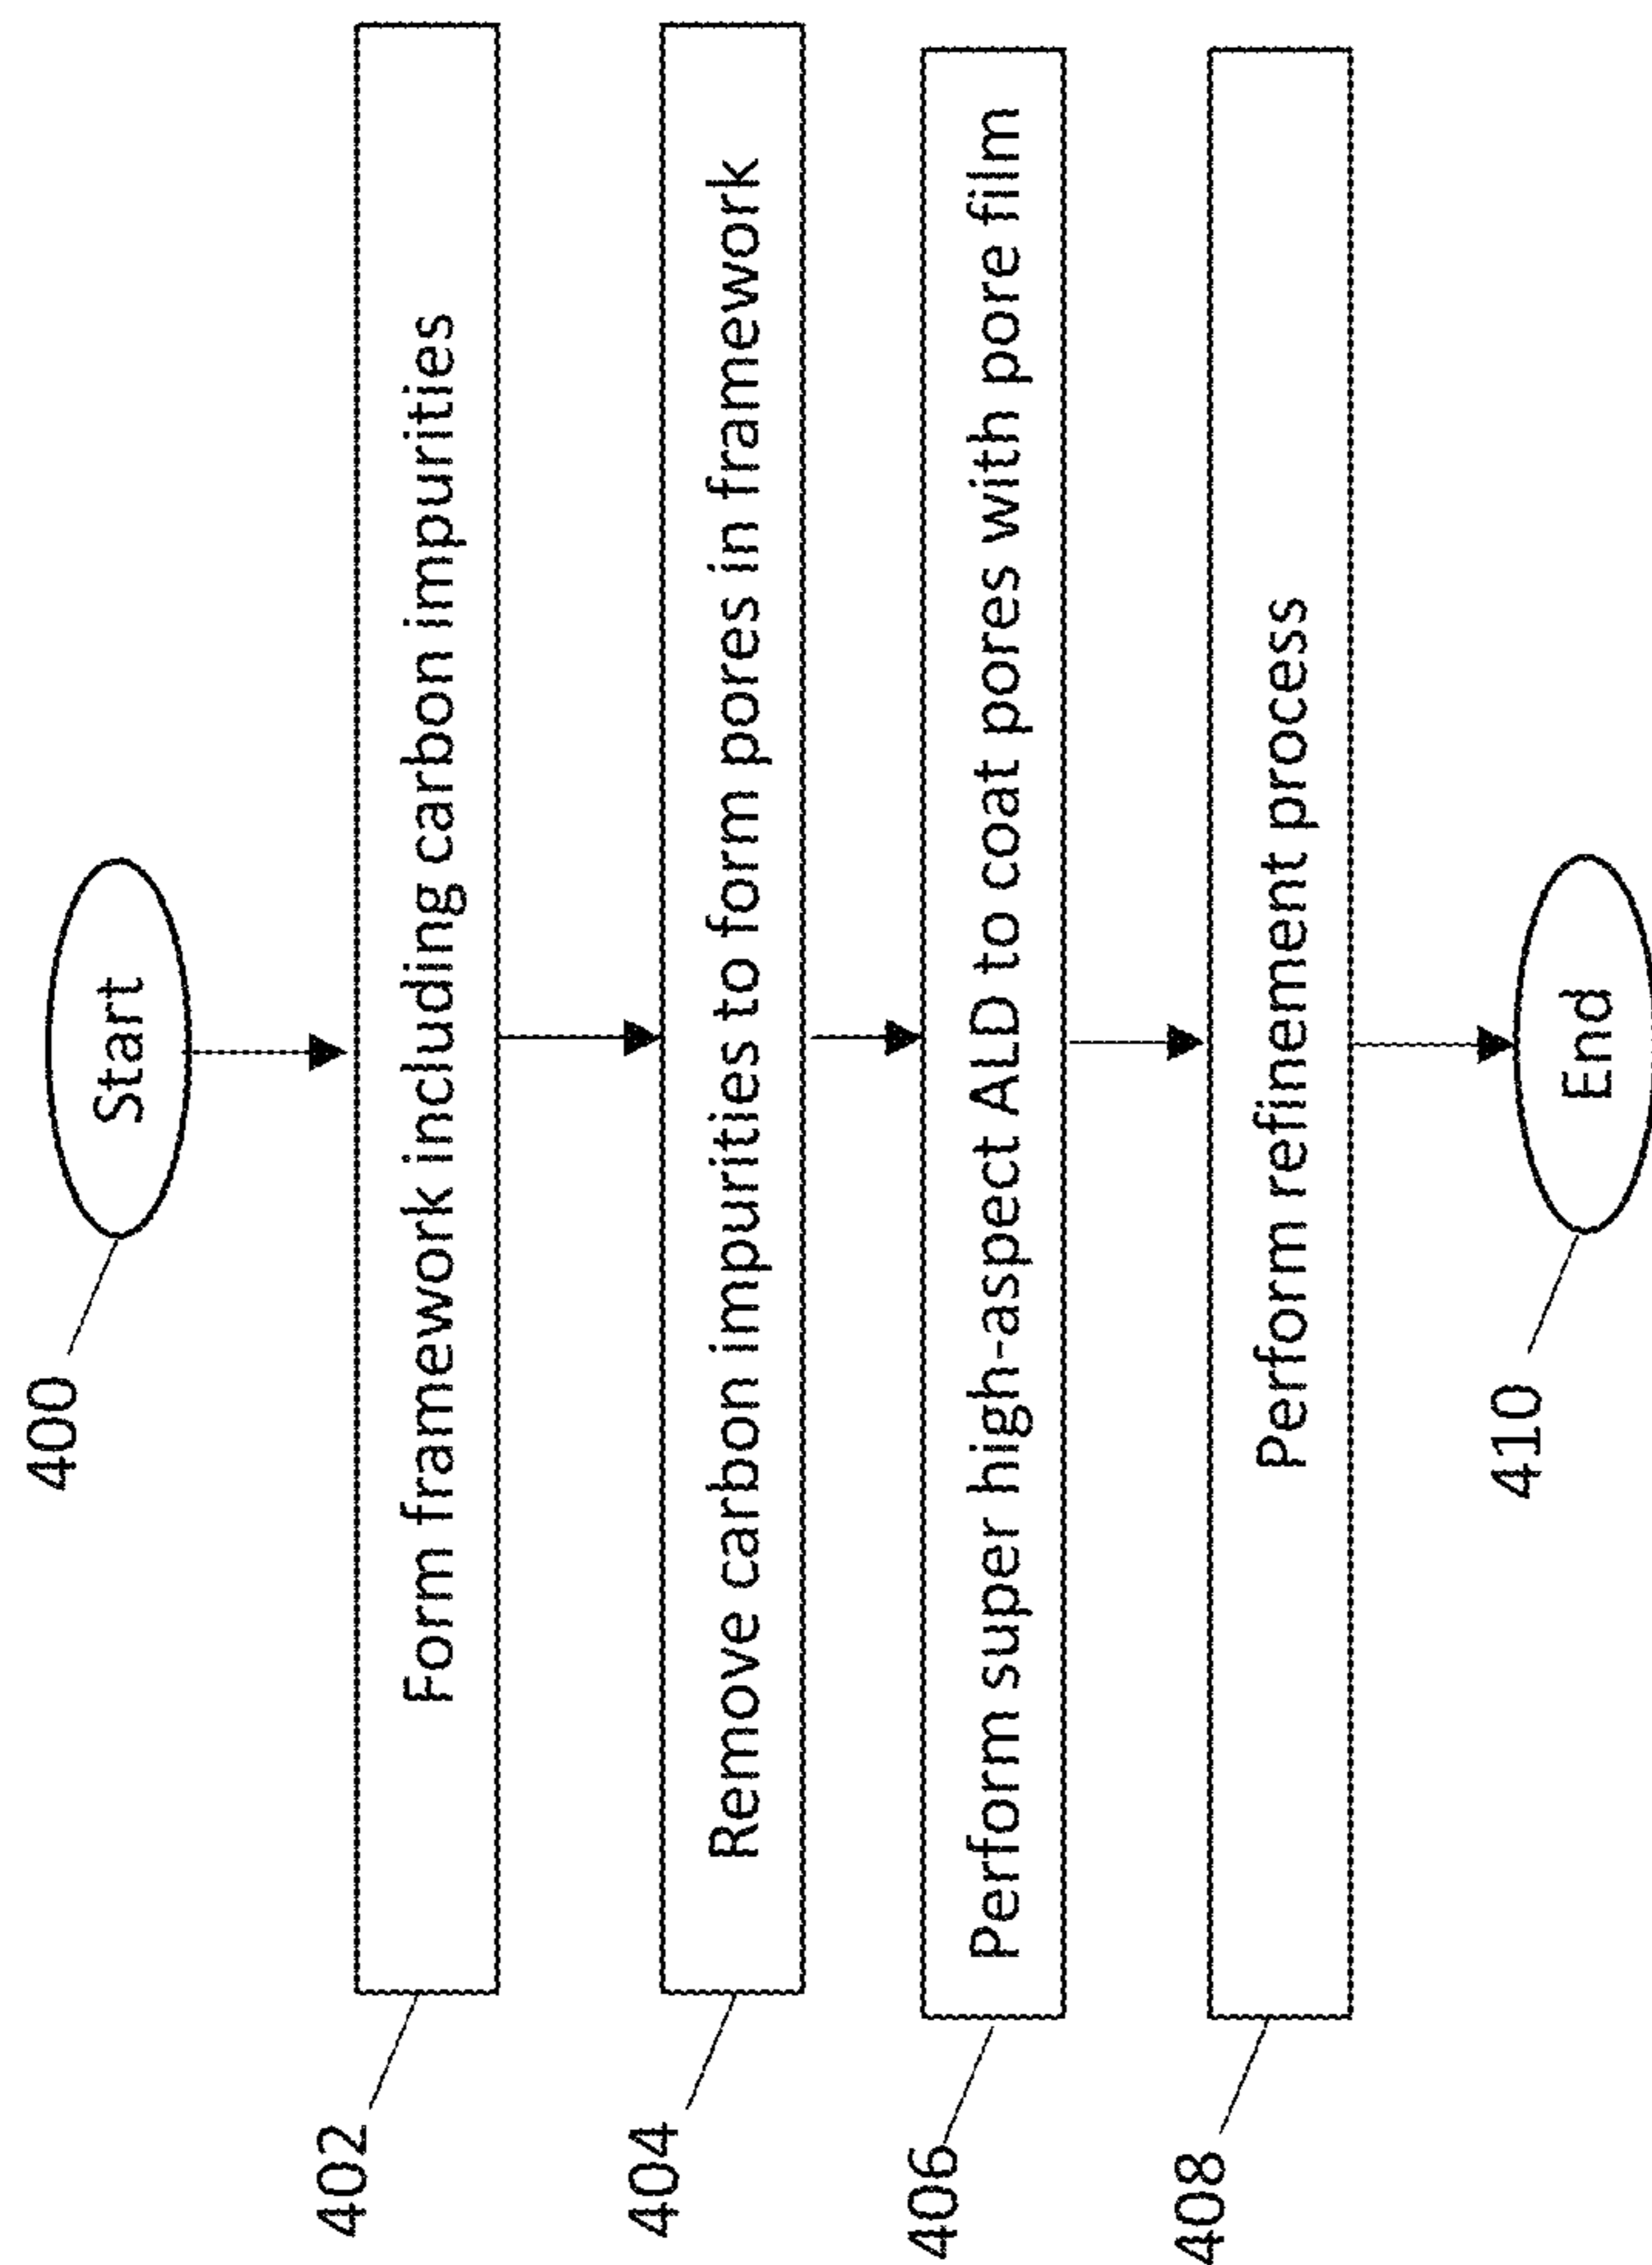 400
Start
402
Form framework including carbon impurities
404
Remove carbon impurities to form pores in framework
406
Perform super high-aspect ALD to coat pores with pore film
408
Perform refinement process
410
End